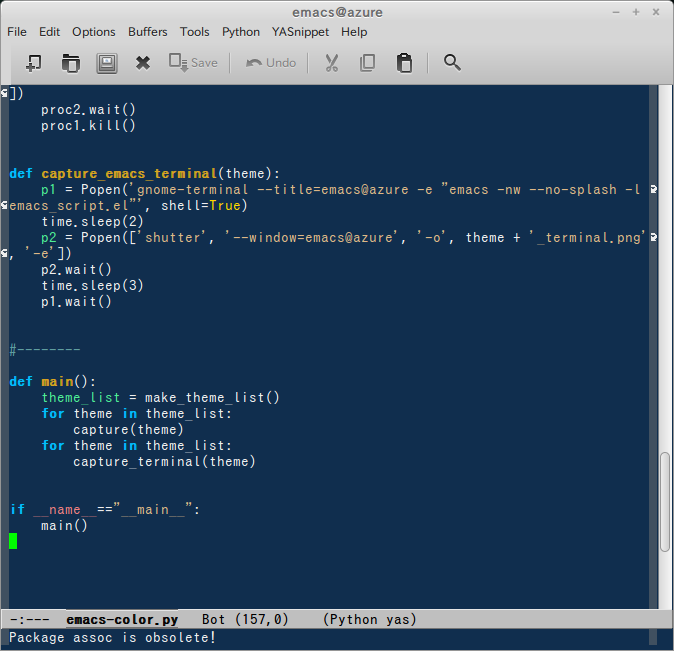 emacs@azure
File Edit Options Buffers Tools Python YASnippet Help
Save Undo
])
    proc2.wait()
    proc1.kill()
def capture_emacs_terminal(theme):
    p1 = Popen('gnome-terminal --title=emacs@azure -e "emacs -nw --no-splash -l
emacs_script.el"', shell=True)
    time.sleep(2)
    p2 = Popen(['shutter', '--window=emacs@azure', '-o', theme + '_terminal.png'
, '-e'])
    p2.wait()
    time.sleep(3)
    p1.wait()
#--------
def main():
    theme_list = make_theme_list()
    for theme in theme_list:
        capture(theme)
    for theme in theme_list:
        capture_terminal(theme)
if __name__=="__main__":
    main()
-:--- emacs-color.py Bot (157,0) (Python yas)
Package assoc is obsolete!